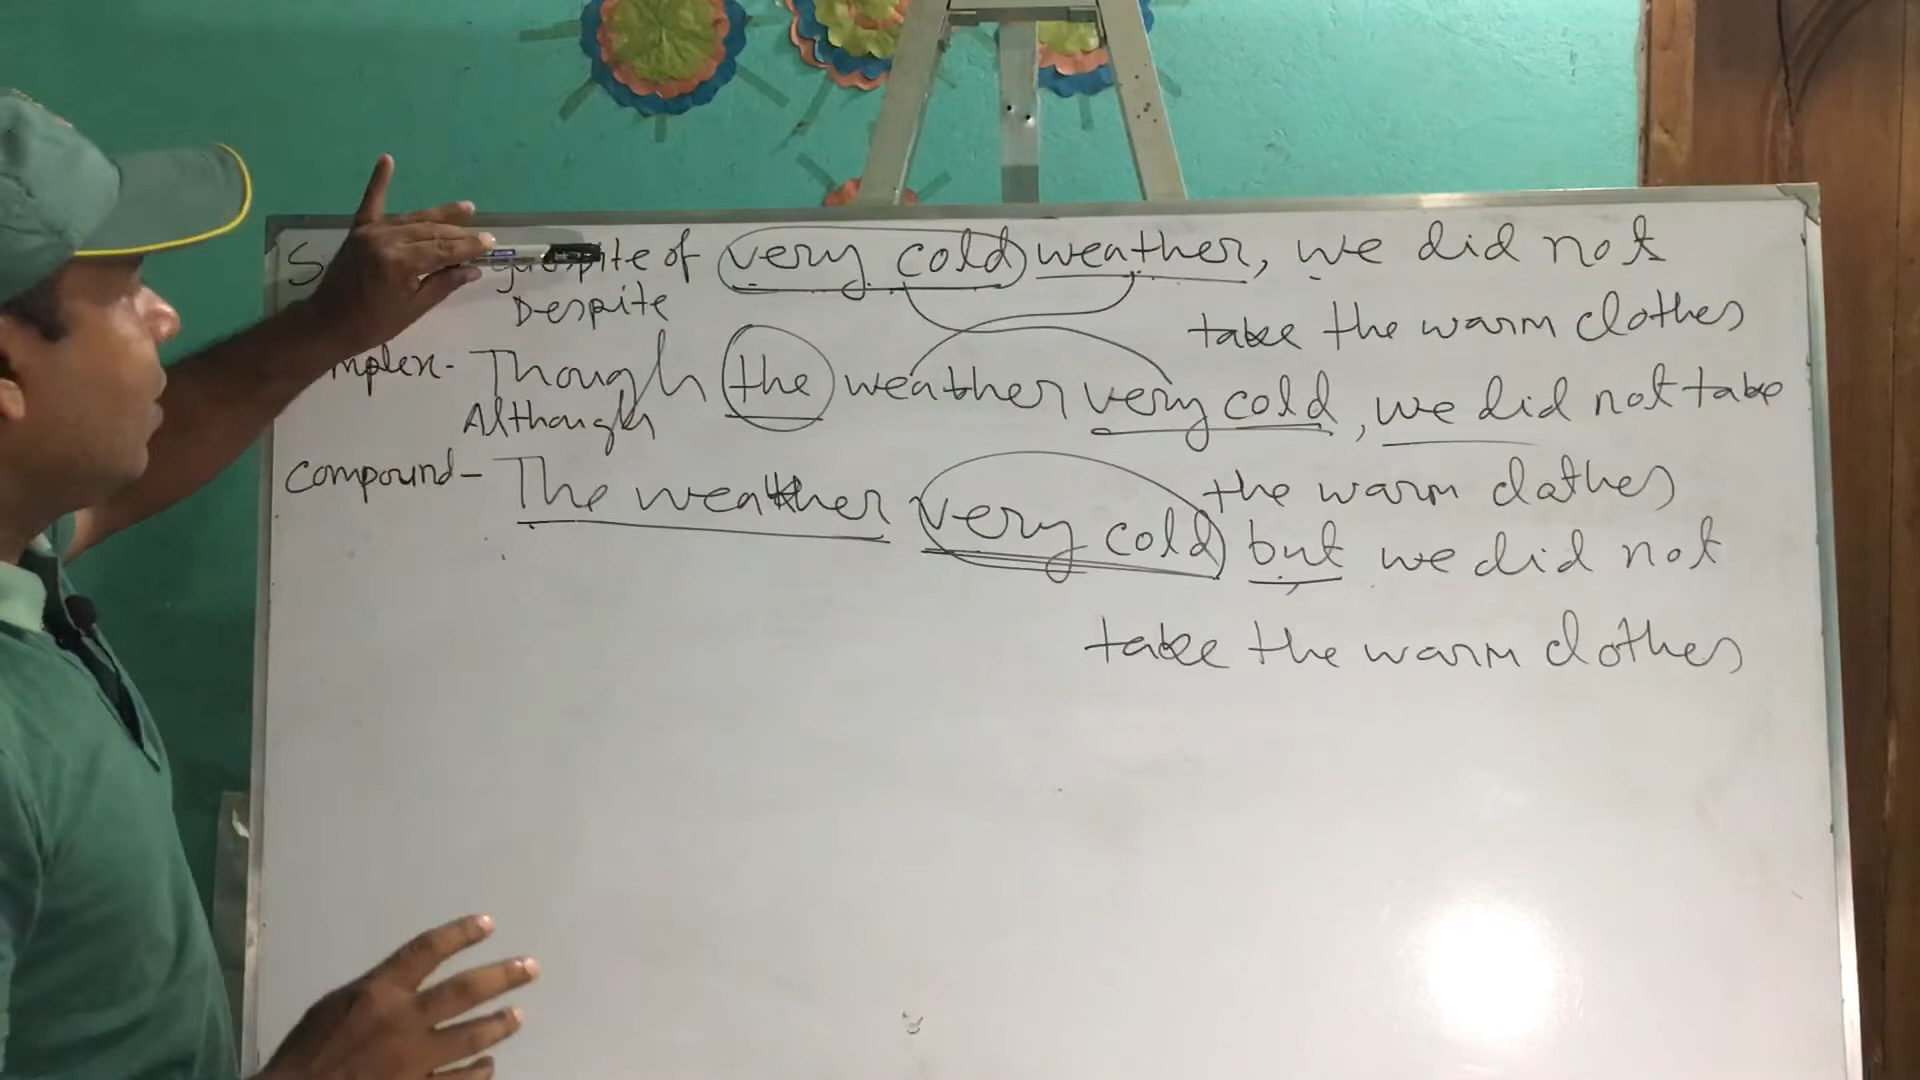 spite of very cold weather, we did not
Despite
take the warm clothes
mplex- Though the weather very cold, we did not take
Although
the warm clothes
Compound- The weather very cold but we did not
take the warm clothes